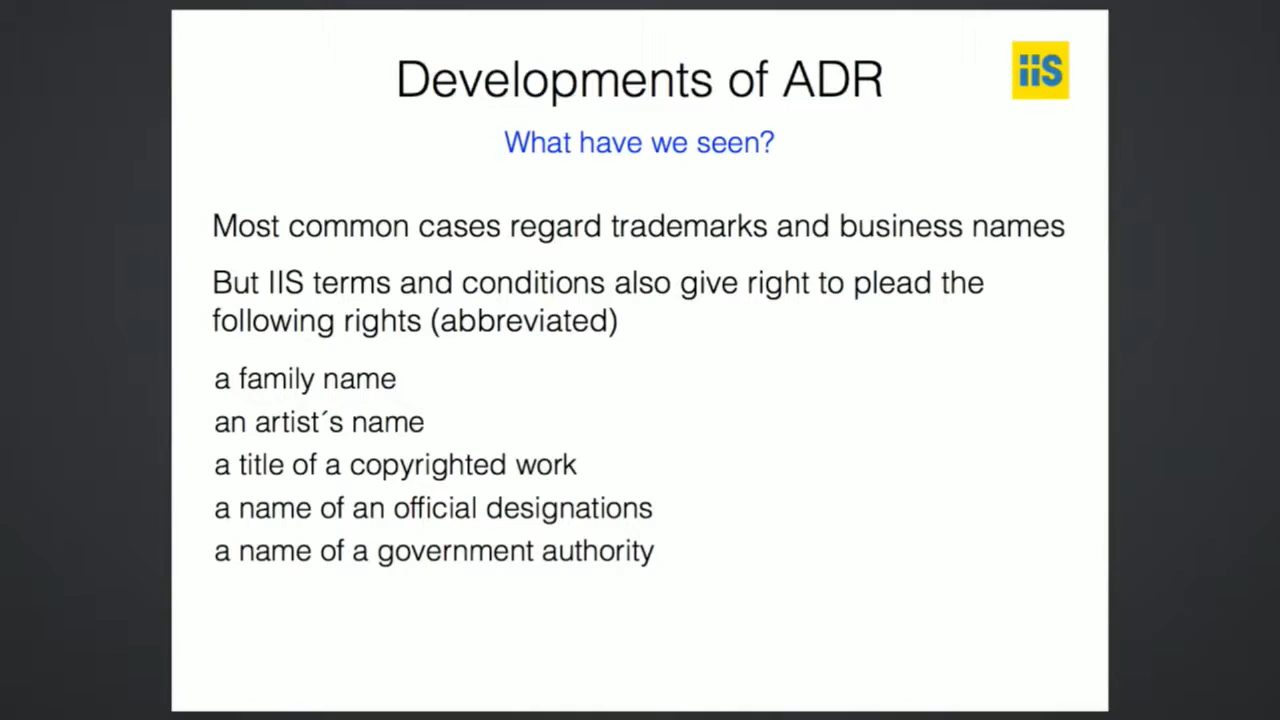 Developments of ADR
iis
What have we seen?
Most common cases regard trademarks and business names
But IIS terms and conditions also give right to plead the
following rights (abbreviated)
a family name
an artist´s name
a title of a copyrighted work
a name of an official designations
a name of a government authority